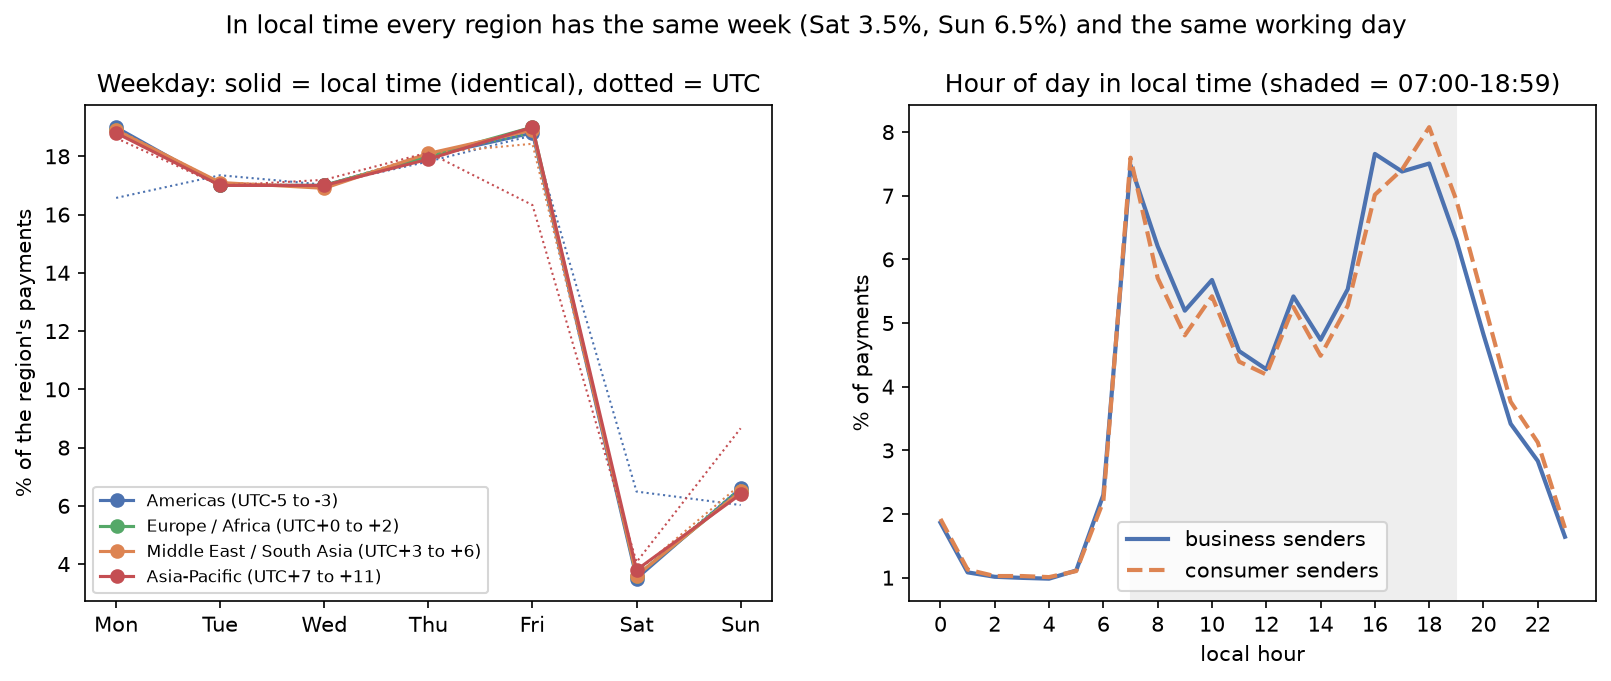 In local time every region has the same week (Sat 3.5%, Sun 6.5%) and the same working day
Weekday: solid = local time (identical), dotted = UTC
% of the region's payments
18
16
14
12
10
8
6
4
Americas (UTC-5 to -3)
Europe / Africa (UTC+0 to +2)
Middle East / South Asia (UTC+3 to +6)
Asia-Pacific (UTC+7 to +11)
Mon Tue Wed Thu Fri Sat Sun
Hour of day in local time (shaded = 07:00-18:59)
% of payments
8
7
6
5
4
3
2
1
business senders
consumer senders
0 2 4 6 8 10 12 14 16 18 20 22
local hour